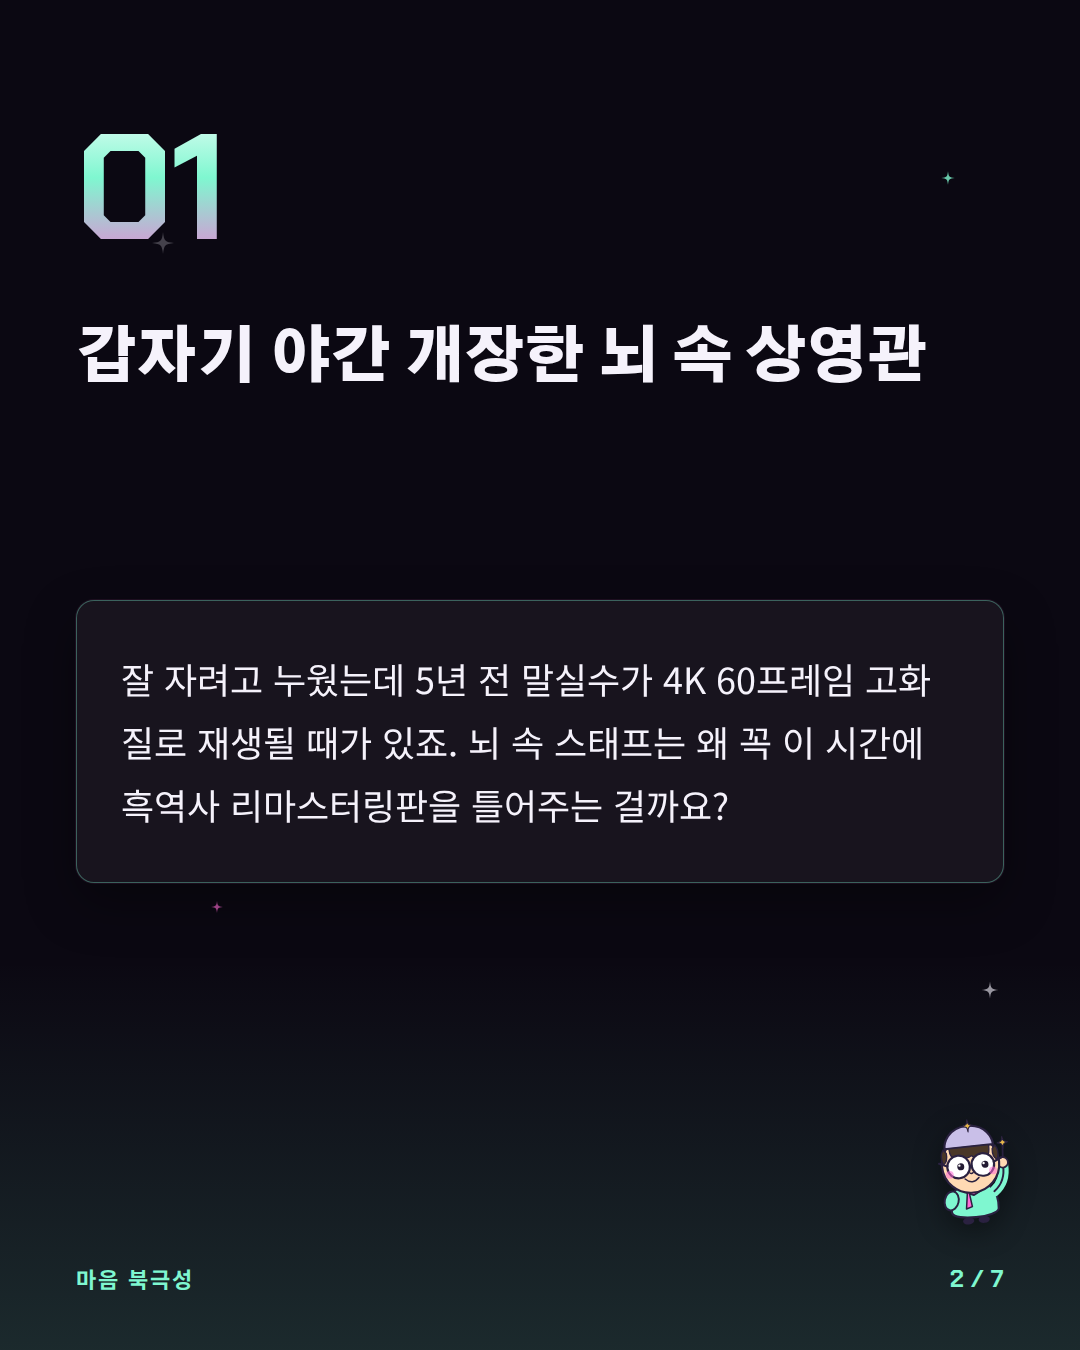 01
갑자기 야간 개장한 뇌 속 상영관
잘 자려고 누웠는데 5년 전 말실수가 4K 60프레임 고화
질로 재생될 때가 있죠. 뇌 속 스태프는 왜 꼭 이 시간에
흑역사 리마스터링판을 틀어주는 걸까요?
마음 북극성
2 / 7